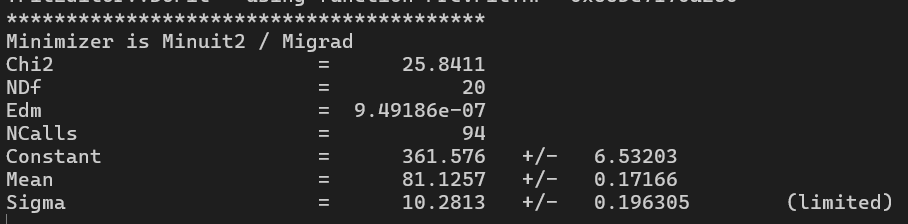 ****************************************
Minimizer is Minuit2 / Migrad
Chi2                      =      25.8411
NDf                       =           20
Edm                       =  9.49186e-07
NCalls                    =           94
Constant                  =      361.576   +/-   6.53203
Mean                      =      81.1257   +/-   0.17166
Sigma                     =      10.2813   +/-   0.196305     (limited)